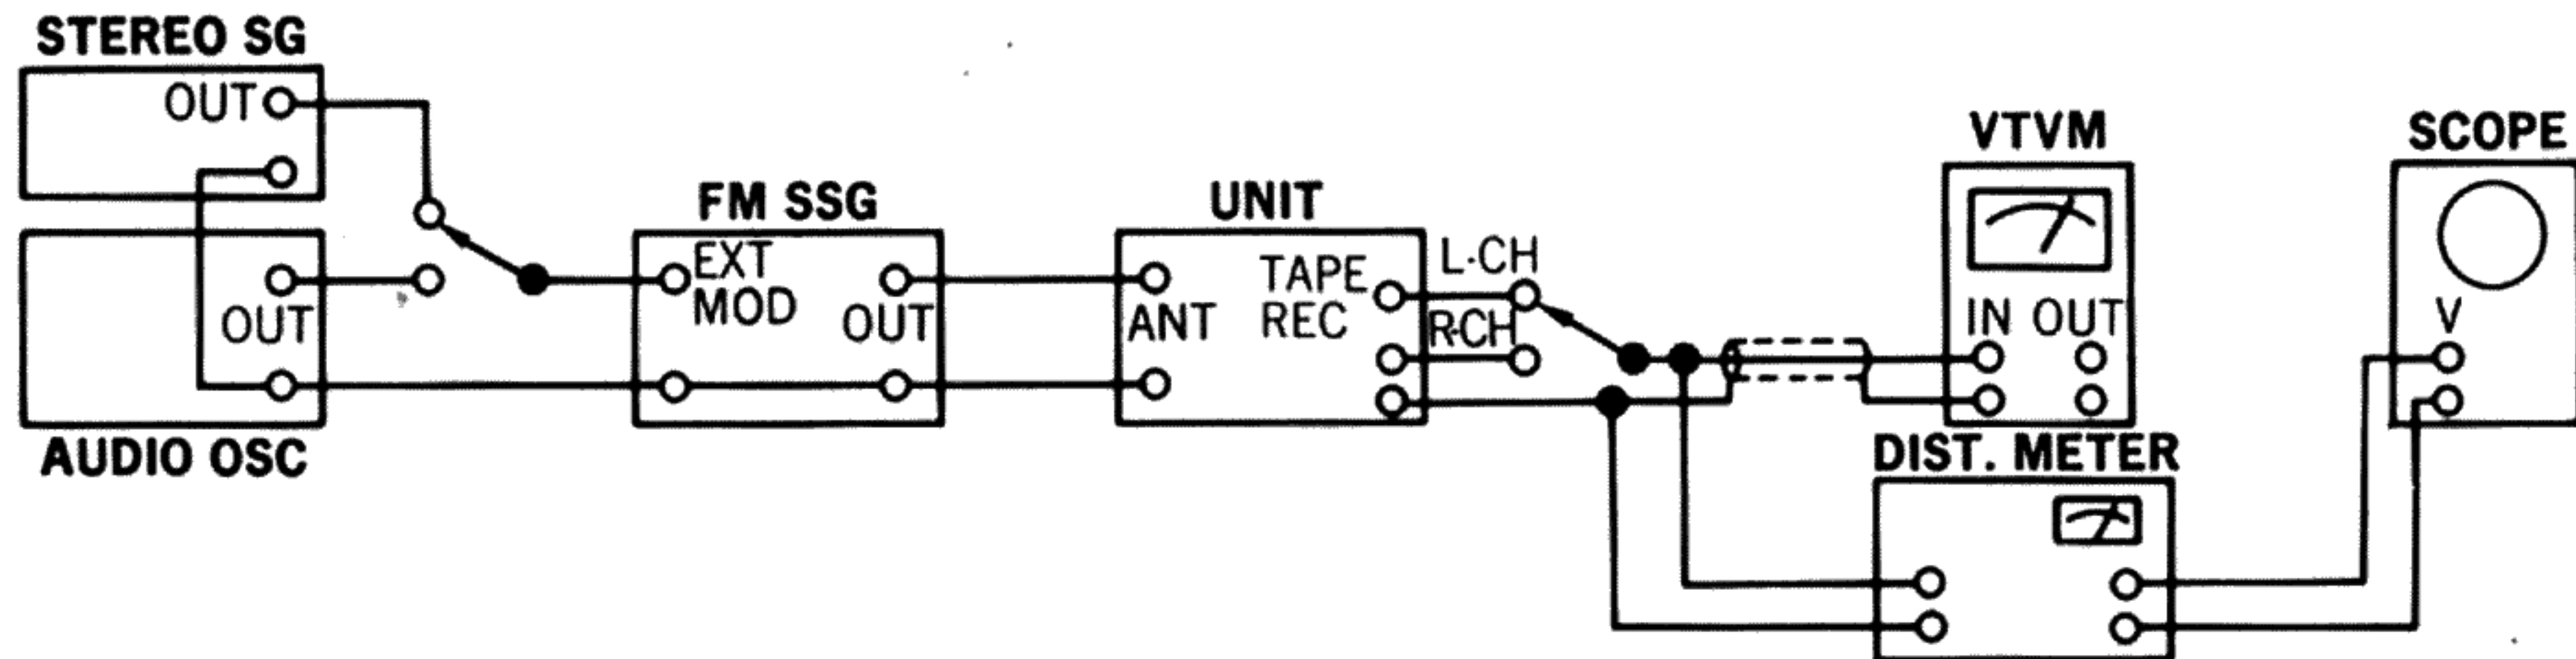 STEREO SG
OUT
OUT
AUDIO OSC
FM SSG
EXT
MOD
OUT
UNIT
ANT
TAPE
REC
L-CH
R-CH
VTVM
IN OUT
DIST. METER
SCOPE
V